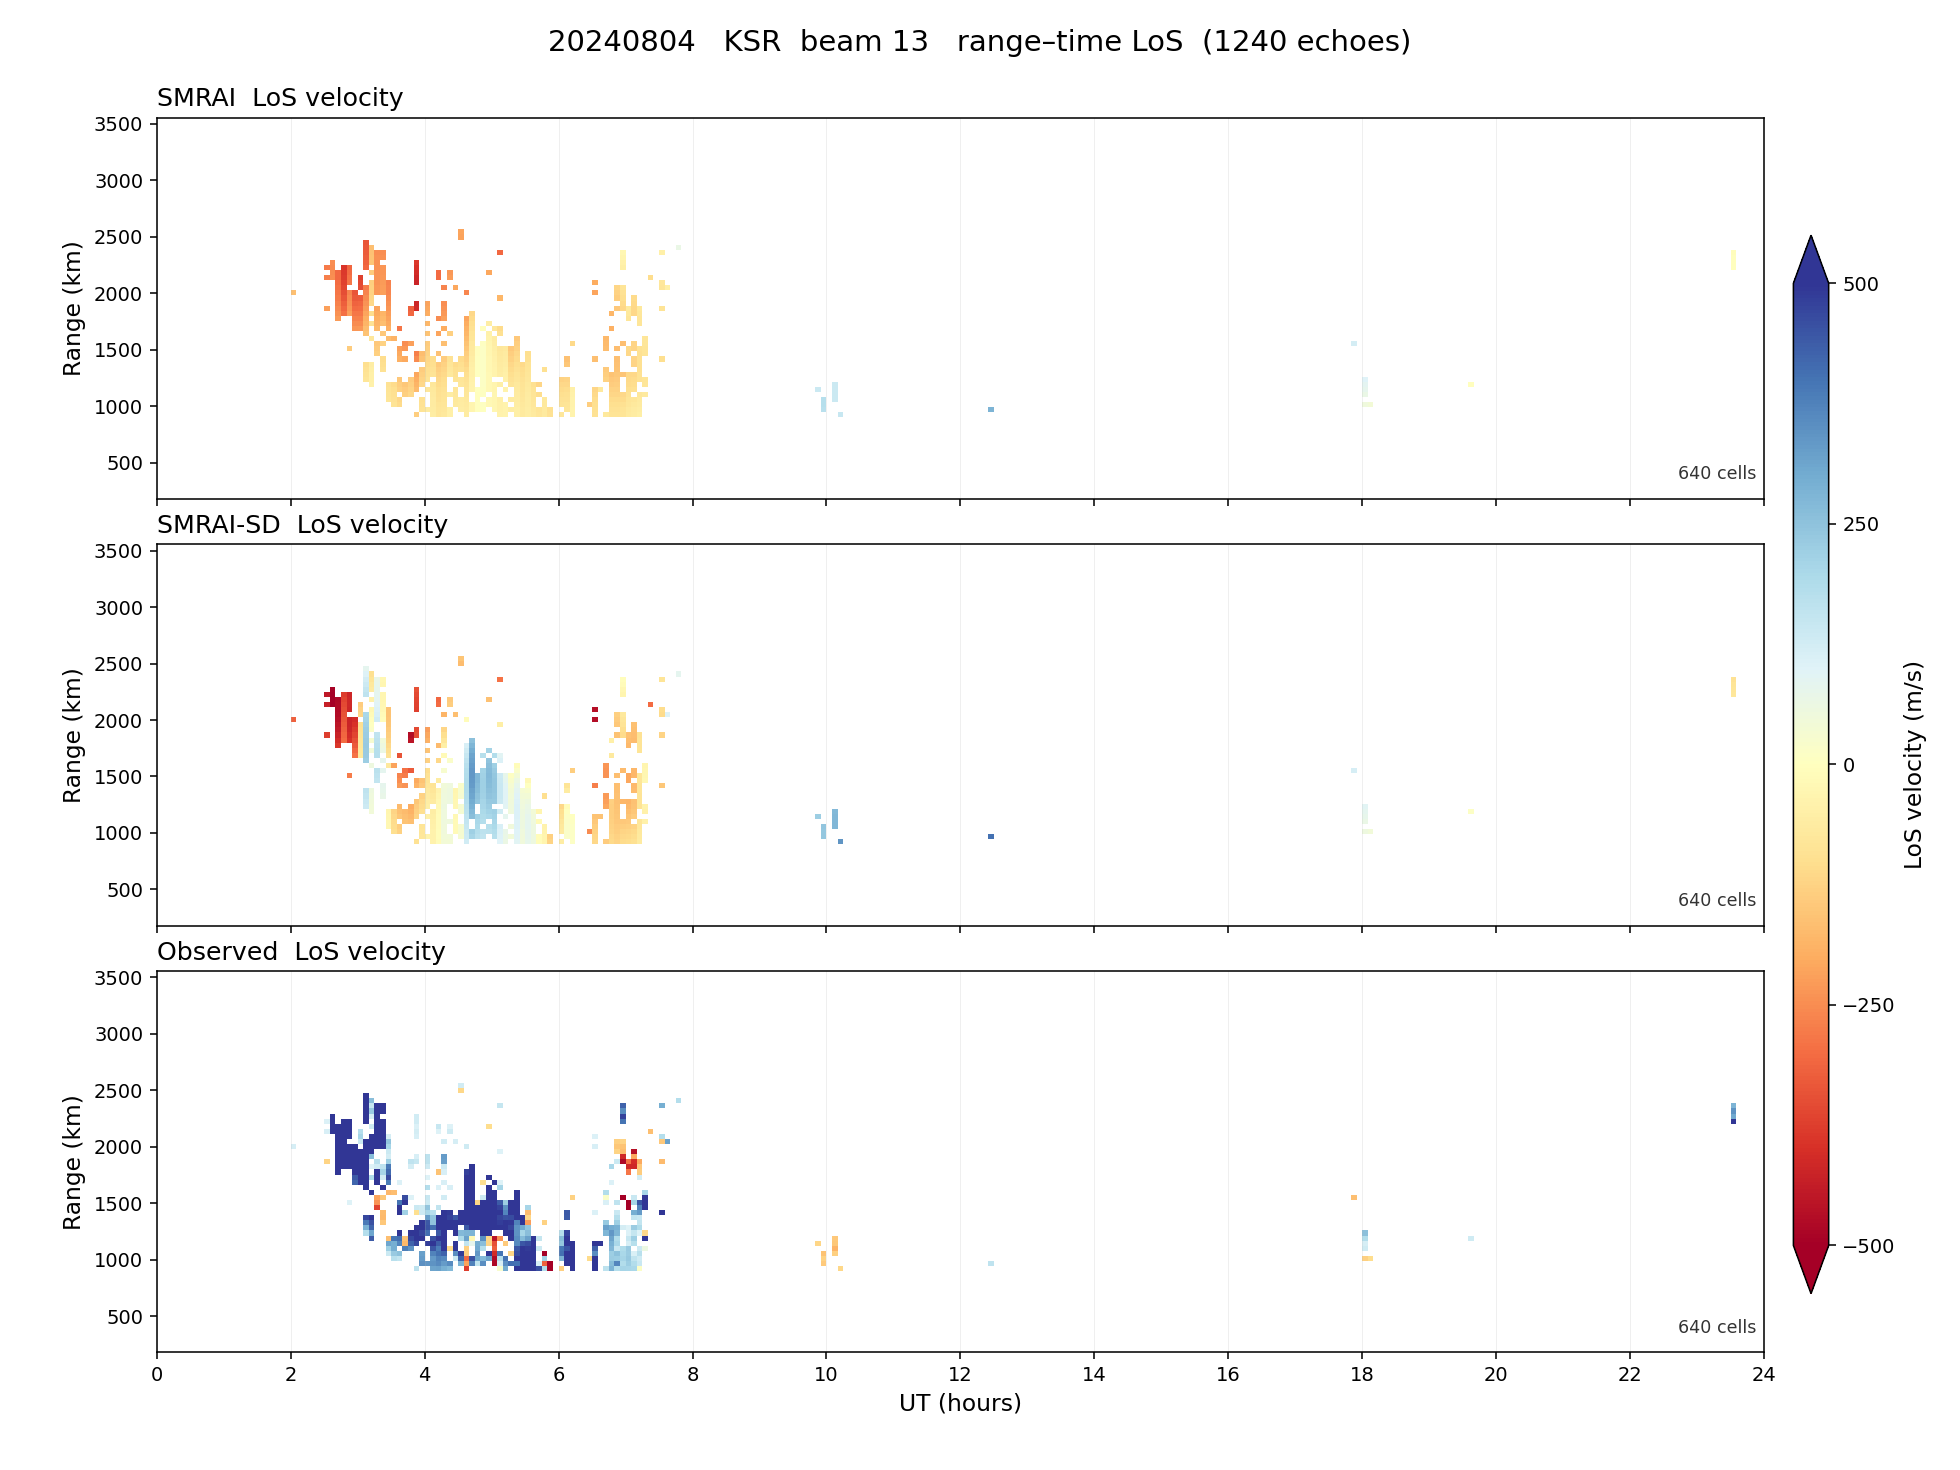 20240804   KSR  beam 13   range–time LoS  (1240 echoes)
SMRAI  LoS velocity
3500
3000
2500
2000
1500
1000
500
Range (km)
640 cells
SMRAI-SD  LoS velocity
3500
3000
2500
2000
1500
1000
500
Range (km)
640 cells
Observed  LoS velocity
3500
3000
2500
2000
1500
1000
500
Range (km)
640 cells
0 2 4 6 8 10 12 14 16 18 20 22 24
UT (hours)
500
250
0
−250
−500
LoS velocity (m/s)